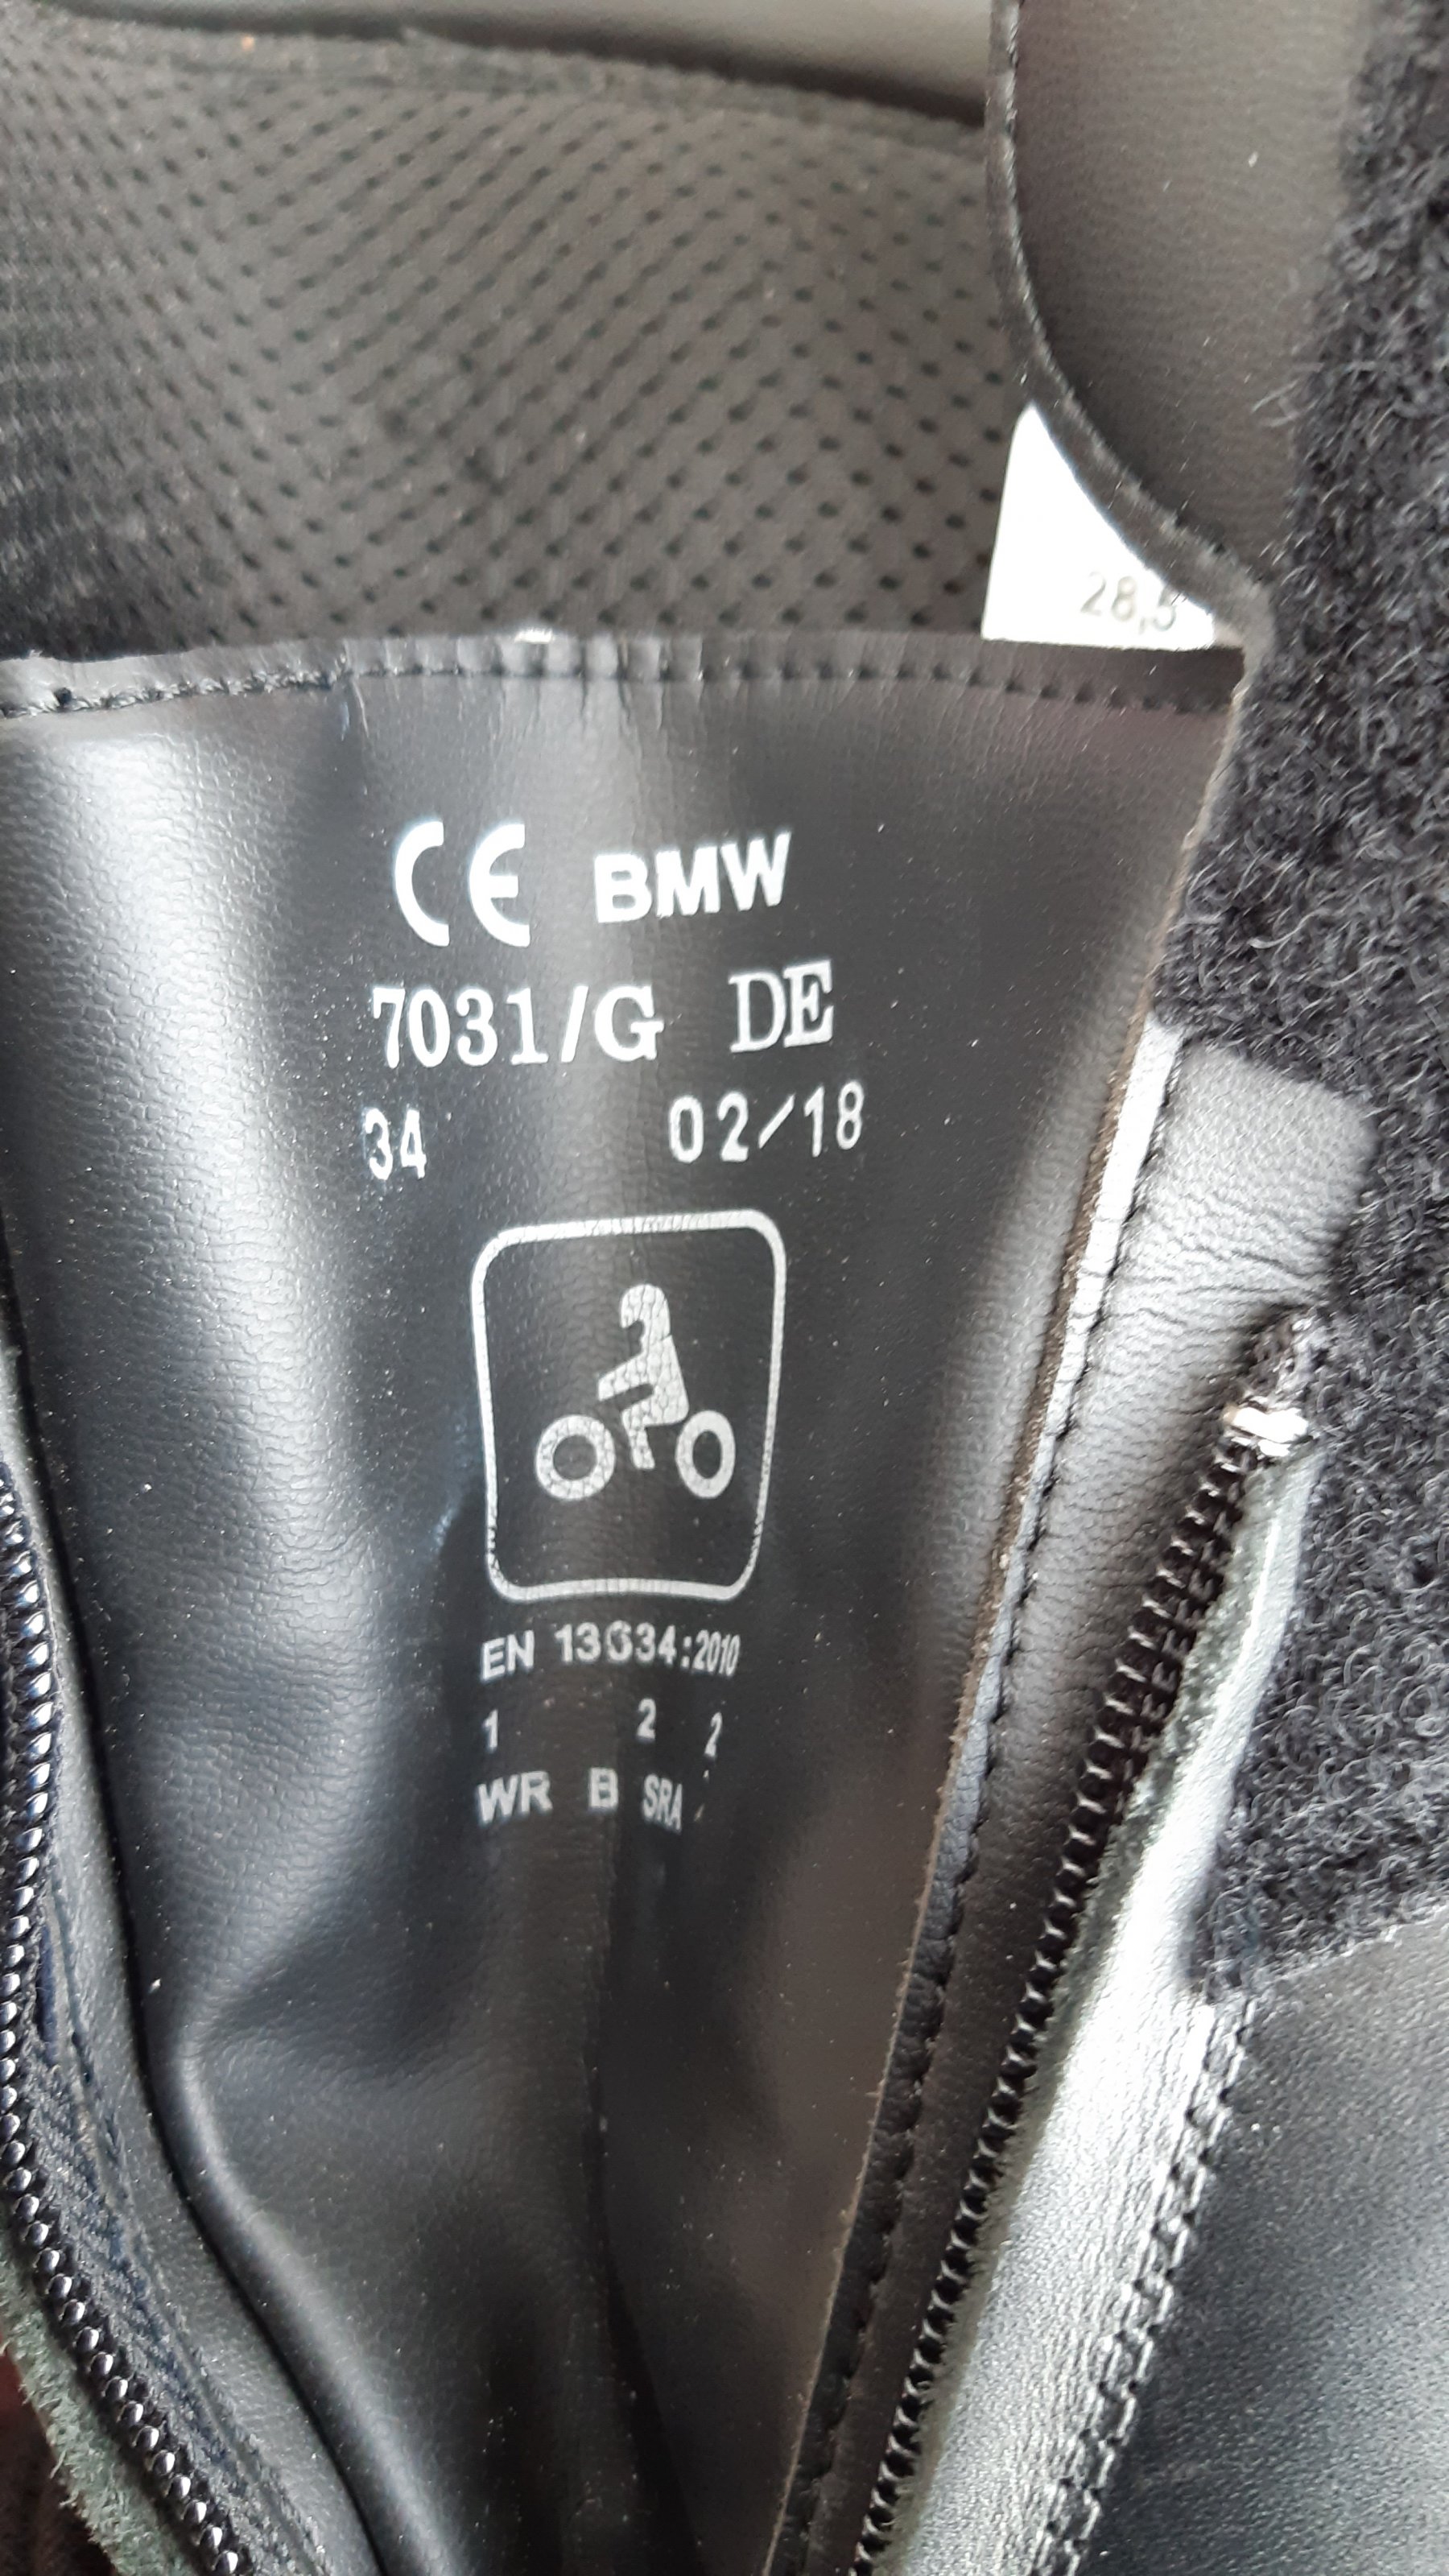 28,5
CE BMW
7031/G DE
34 02/18
EN 13634:2010
1 2 2
WR B SRA